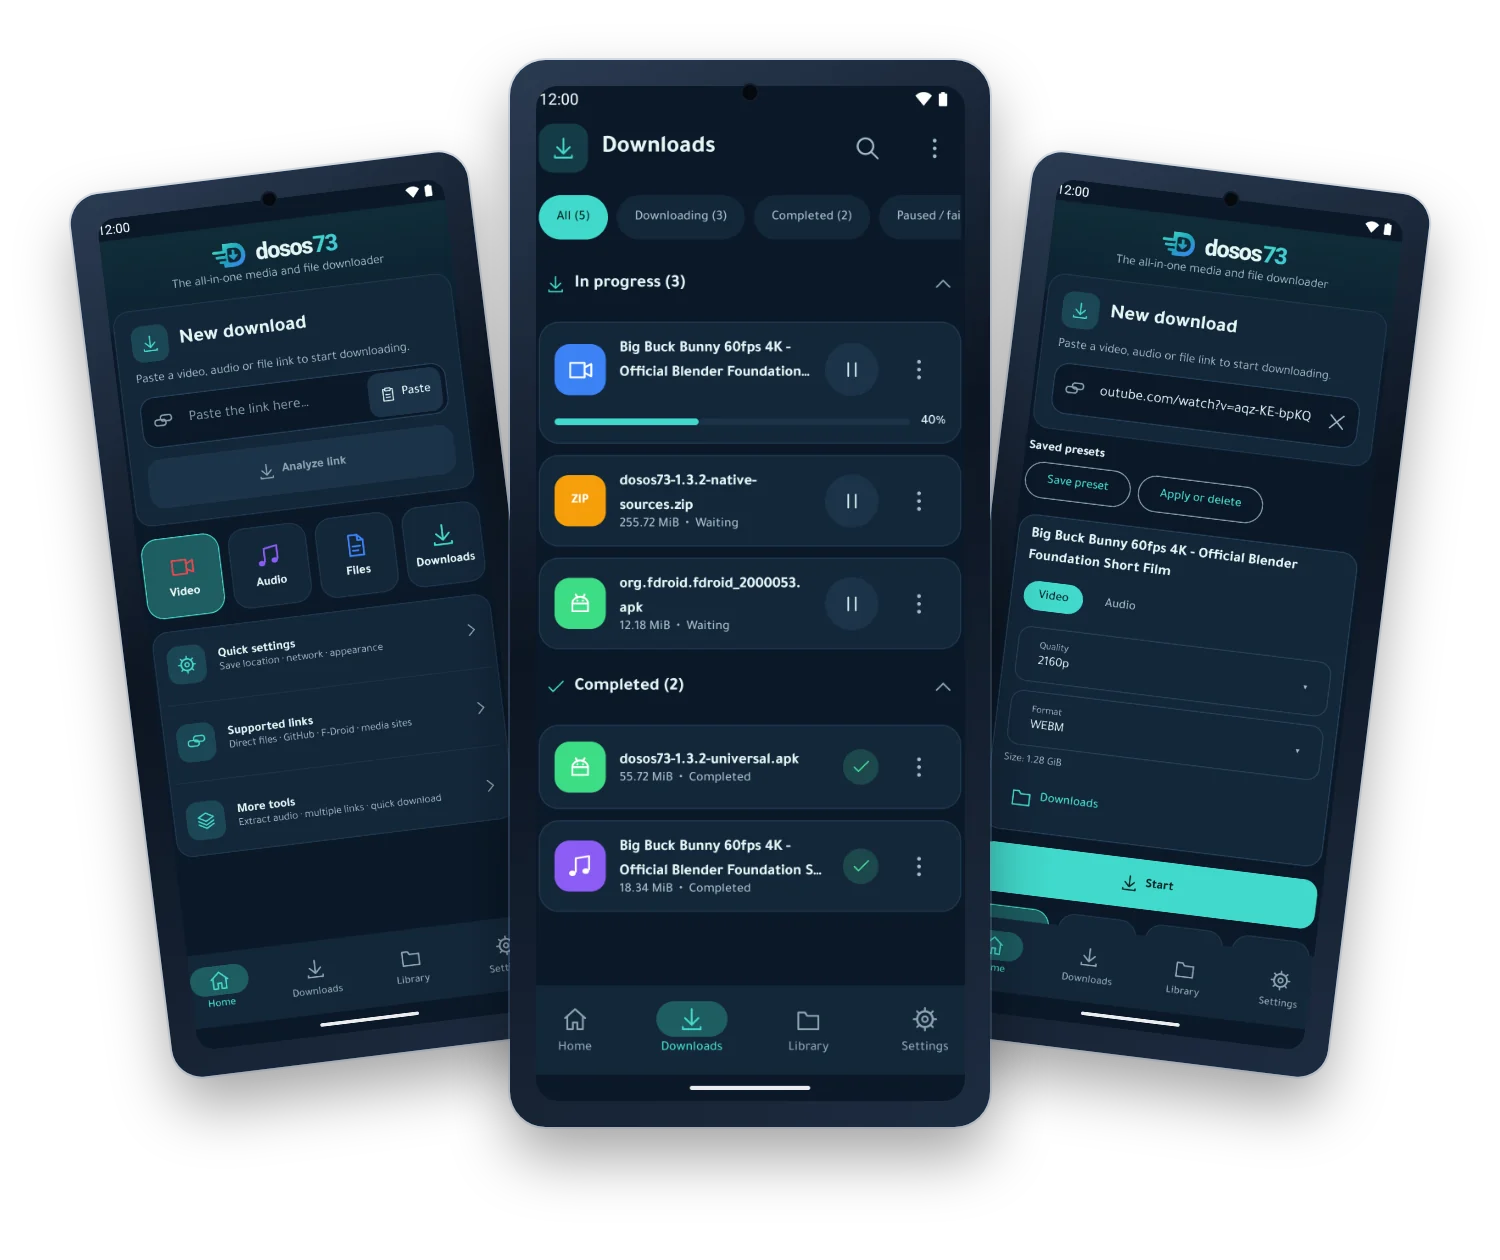 12:00
dosos73
The all-in-one media and file downloader
New download
Paste a video, audio or file link to start downloading.
Paste the link here...
Paste
Analyze link
Video
Audio
Files
Downloads
Quick settings
Save location · network · appearance
Supported links
Direct files · GitHub · F-Droid · media sites
More tools
Extract audio · multiple links · quick download
Home
Downloads
Library
Sett
12:00
Downloads
All (5)
Downloading (3)
Completed (2)
Paused / fai
In progress (3)
Big Buck Bunny 60fps 4K -
Official Blender Foundation...
40%
ZIP
dosos73-1.3.2-native-
sources.zip
255.72 MiB • Waiting
org.fdroid.fdroid_2000053.
apk
12.18 MiB • Waiting
Completed (2)
dosos73-1.3.2-universal.apk
55.72 MiB • Completed
Big Buck Bunny 60fps 4K -
Official Blender Foundation S...
18.34 MiB • Completed
Home
Downloads
Library
Settings
12:00
dosos73
The all-in-one media and file downloader
New download
Paste a video, audio or file link to start downloading.
outube.com/watch?v=aqz-KE-bpKQ
Saved presets
Save preset
Apply or delete
Big Buck Bunny 60fps 4K - Official Blender
Foundation Short Film
Video
Audio
Quality
2160p
Format
WEBM
Size: 1.28 GiB
Downloads
Start
me
Downloads
Library
Settings